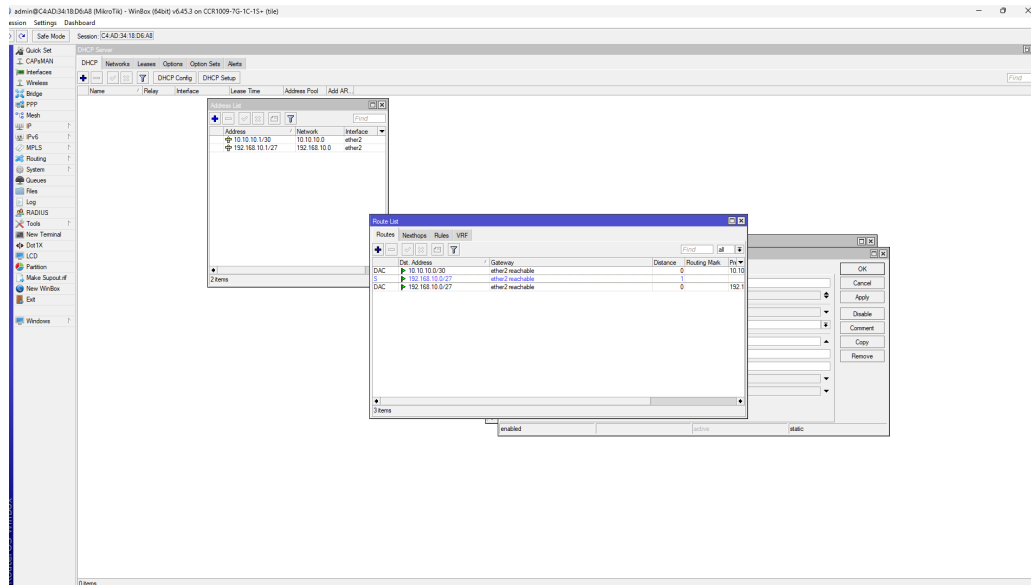 admin@C4:AD:34:18:D6:A8 (MikroTik) - WinBox (64bit) v6.45.3 on CCR1009-7G-1C-1S+ (tile)
ession Settings Dashboard
Safe Mode Session: C4:AD:34:18:D6:A8
Quick Set
CAPsMAN
Interfaces
Wireless
Bridge
PPP
Mesh
IP
IPv6
MPLS
Routing
System
Queues
Files
Log
RADIUS
Tools
New Terminal
Dot1X
LCD
Partition
Make Supout.rif
New WinBox
Exit
Windows
DHCP Server
DHCP Networks Leases Options Option Sets Alerts
DHCP Config DHCP Setup Find
Name Relay Interface Lease Time Address Pool Add AR...
Address List
Find
Address Network Interface
10.10.10.1/30 10.10.10.0 ether2
192.168.10.1/27 192.168.10.0 ether2
2 items
Route List
Routes Nexthops Rules VRF
Find all
Dst. Address Gateway Distance Routing Mark
DAC 10.10.10.0/30 ether2 reachable 0 10.10
S 192.168.10.0/27 ether2 reachable 1
DAC 192.168.10.0/27 ether2 reachable 0 192.1
3 items
OK
Cancel
Apply
Disable
Comment
Copy
Remove
enabled active static
0 items